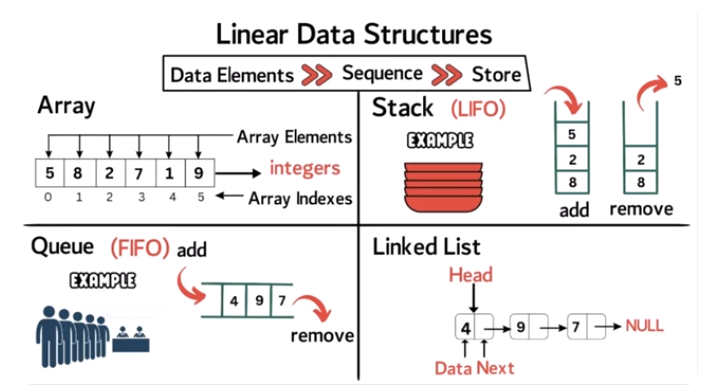 Linear Data Structures
Data Elements Sequence Store
Array
Array Elements
5 8 2 7 1 9
integers
0 1 2 3 4 5
Array Indexes
Stack (LIFO)
EXAMPLE
5
2
8
add
5
2
8
remove
Queue (FIFO) add
EXAMPLE
4 9 7
remove
Linked List
Head
4 9 7 NULL
Data Next